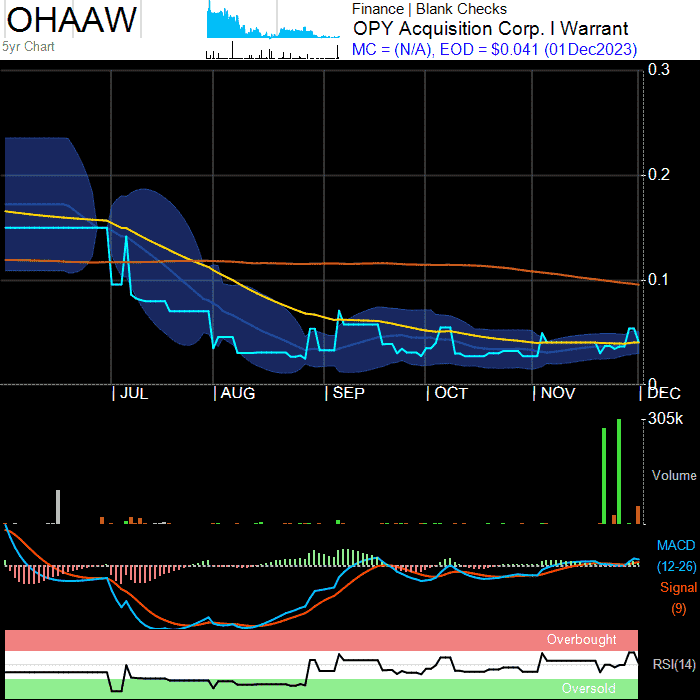 OHAAW
5yr Chart
Finance | Blank Checks
OPY Acquisition Corp. I Warrant
MC = (N/A), EOD = $0.041 (01Dec2023)
0.3
0.2
0.1
0
| JUL | AUG | SEP | OCT | NOV | DEC
305k
Volume
MACD
(12-26)
Signal
(9)
Overbought
RSI(14)
Oversold